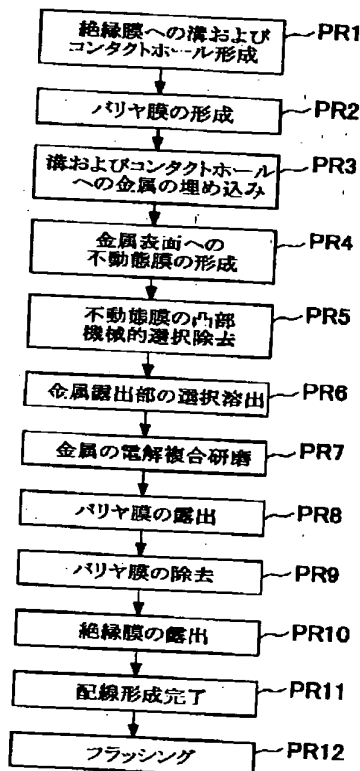 絶縁膜への溝および
コンタクトホール形成
PR1
バリヤ膜の形成
PR2
溝およびコンタクトホール
への金属の埋め込み
PR3
金属表面への
不動態膜の形成
PR4
不動態膜の凸部
機械的選択除去
PR5
金属露出部の選択溶出
PR6
金属の電解複合研磨
PR7
バリヤ膜の露出
PR8
バリヤ膜の除去
PR9
絶縁膜の露出
PR10
配線形成完了
PR11
フラッシング
PR12